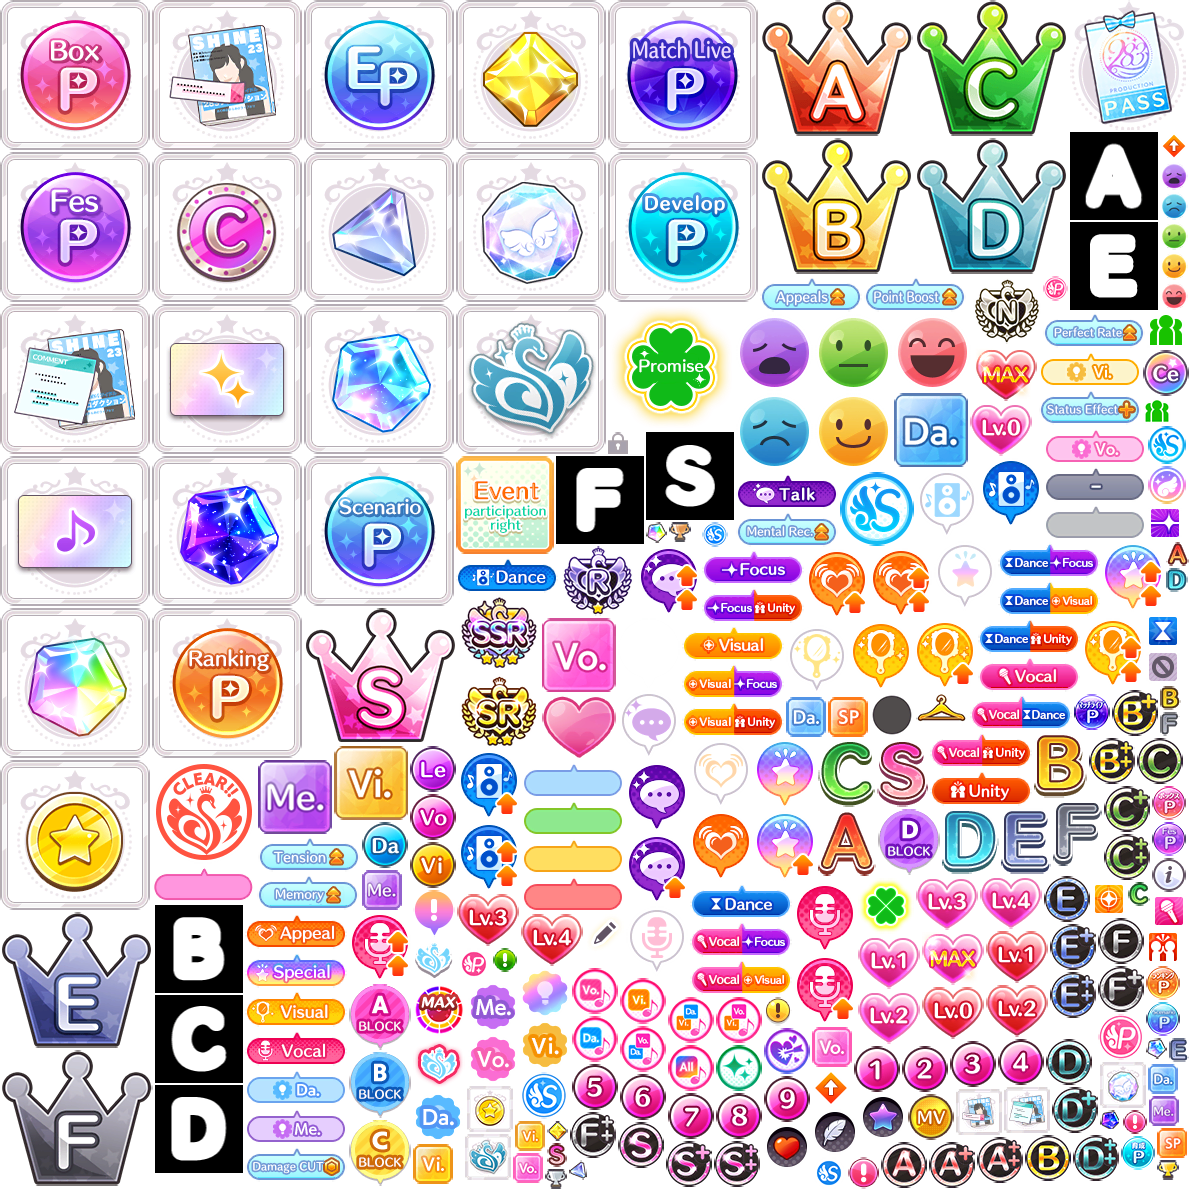 Box
P
SHINE
23
EP
Match Live
P
A
C
283
PRODUCTION
PASS
Fes
P
C
Develop
P
B
D
A
E
Appeals
Point Boost
N
COMMENT
SHINE
23
Promise
MAX
Perfect Rate
Vi.
Ce
Da.
Lv.0
Status Effect
Vo.
-
Scenario
P
Event
participation
right
F
S
Talk
Mental Rec.
Dance
R
Focus
Focus Unity
Dance Focus
Dance Visual
A
D
Ranking
P
S
SSR
Vo.
Visual
Visual Focus
Visual Unity
Dance Unity
Vocal
SR
Da.
SP
Vocal Dance
P
B+
B
F
CLEAR!!
Me.
Vi.
Le
Vo
Da
Vi
C
S
Vocal Unity
Unity
B
B+
C
Tension
Memory
Me.
A
D
BLOCK
D
E
F
C+
C+
Fes
P
i
E
F
B
C
D
Appeal
Special
Visual
Vocal
Da.
Me.
Damage CUT
Lv.3
Lv.4
Dance
Vocal Focus
Vocal Visual
Lv.3
Lv.4
E
C
Lv.1
MAX
Lv.1
E+
F
Lv.2
Lv.0
Lv.2
E+
F+
A
BLOCK
MAX
Me.
B
BLOCK
Vo.
Vi.
Da.
C
BLOCK
Vi.
Vo.
Vi.
Da.
Vi.
Vo.
Da.
Vo.
Da.
All
Vo.
1
2
3
4
D
E
5
6
7
8
9
MV
D+
Da.
Me.
F+
S
S+
S+
Vi.
Vo.
S
A
A+
A+
B
D+
P
SP